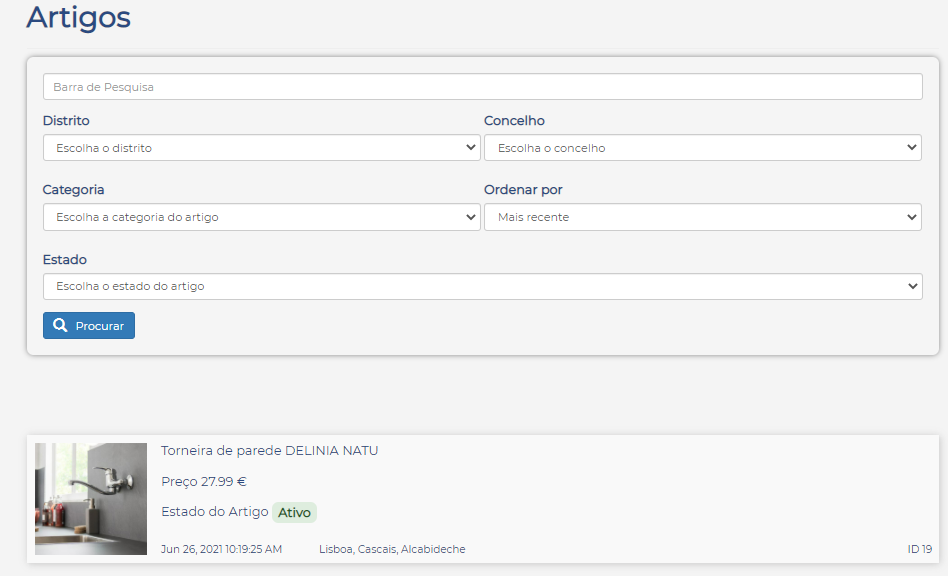 Artigos
Barra de Pesquisa
Distrito Concelho
Escolha o distrito Escolha o concelho
Categoria Ordenar por
Escolha a categoria do artigo Mais recente
Estado
Escolha o estado do artigo
Procurar
Torneira de parede DELINIA NATU
Preço 27.99 €
Estado do Artigo Ativo
Jun 26, 2021 10:19:25 AM Lisboa, Cascais, Alcabideche ID 19